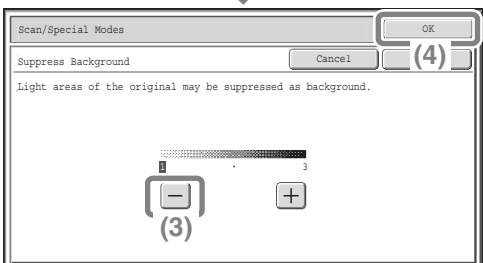 Scan/Special Modes OK
Suppress Background Cancel (4)
Light areas of the original may be suppressed as background.
1 · 3
− +
(3)